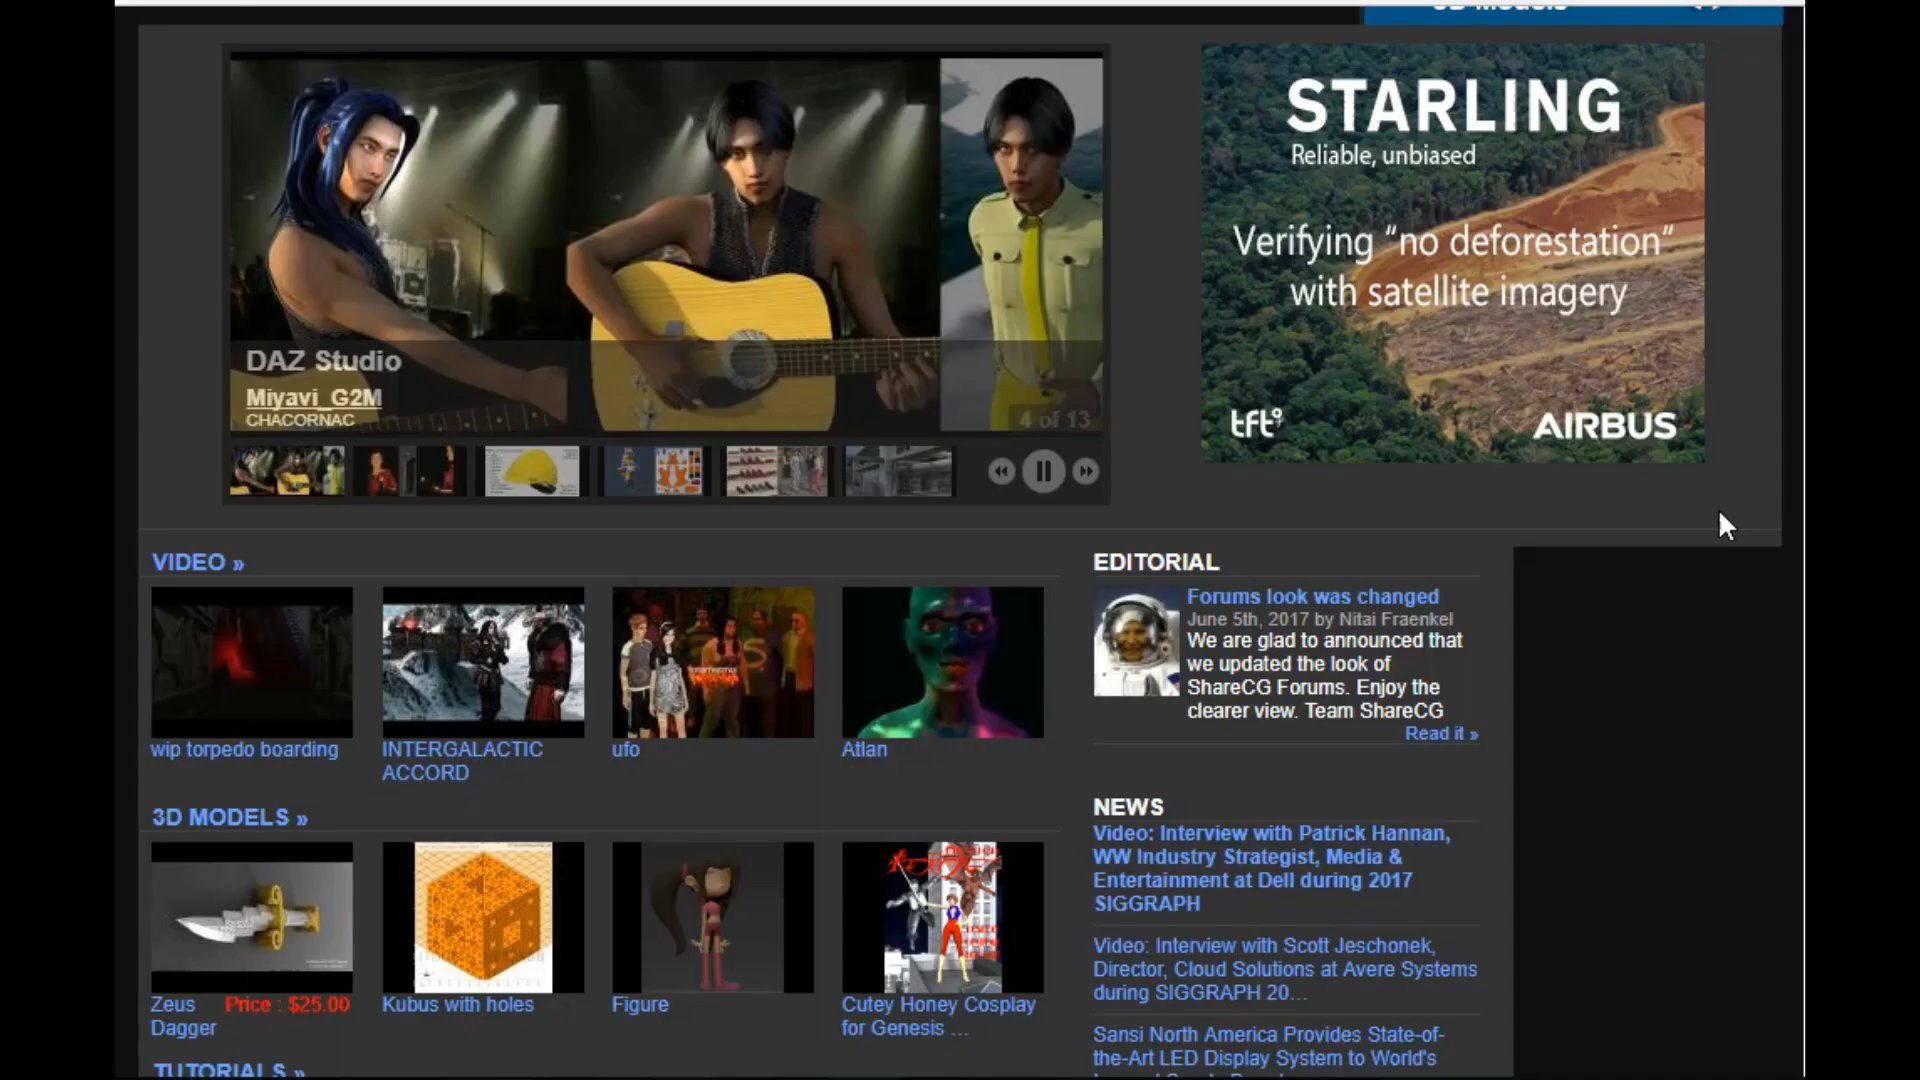 3D Models
STARLING
Reliable, unbiased
Verifying “no deforestation“
with satellite imagery
tft
AIRBUS
DAZ Studio
Miyavi_G2M
CHACORNAC
4 of 13
VIDEO »
wip torpedo boarding
INTERGALACTIC
ACCORD
ufo
Atlan
3D MODELS »
Zeus
Dagger
Price : $25.00
Kubus with holes
Figure
Cutey Honey Cosplay
for Genesis ...
TUTORIALS »
EDITORIAL
Forums look was changed
June 5th, 2017 by Nitai Fraenkel
We are glad to announced that
we updated the look of
ShareCG Forums. Enjoy the
clearer view. Team ShareCG
Read it »
NEWS
Video: Interview with Patrick Hannan,
WW Industry Strategist, Media &
Entertainment at Dell during 2017
SIGGRAPH
Video: Interview with Scott Jeschonek,
Director, Cloud Solutions at Avere Systems
during SIGGRAPH 20...
Sansi North America Provides State-of-
the-Art LED Display System to World's